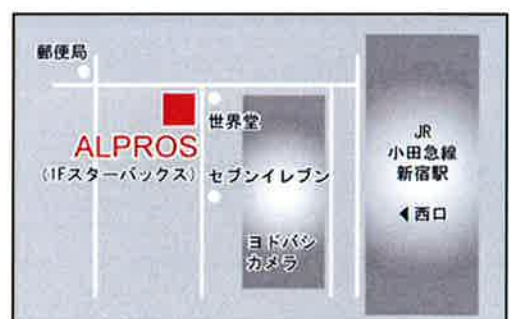 郵便局
世界堂
ALPROS
(1Fスターバックス)
セブンイレブン
ヨドバシ
カメラ
JR
小田急線
新宿駅
◀西口